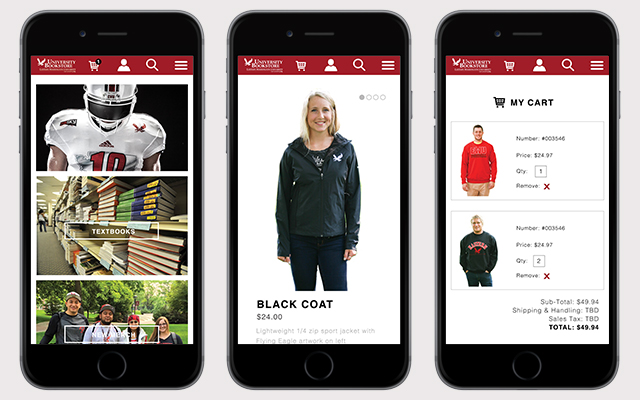 UNIVERSITY
BOOKSTORE
1
10
TEXTBOOKS
UNIVERSITY
BOOKSTORE
BLACK COAT
$24.00
Lightweight 1/4 zip sport jacket with
Flying Eagle artwork on left
UNIVERSITY
BOOKSTORE
MY CART
Number: #003546
Price: $24.97
Qty: 1
Remove: X
Number: #003546
Price: $24.97
Qty: 2
Remove: X
Sub-Total: $49.94
Shipping & Handling: TBD
Sales Tax: TBD
TOTAL: $49.94